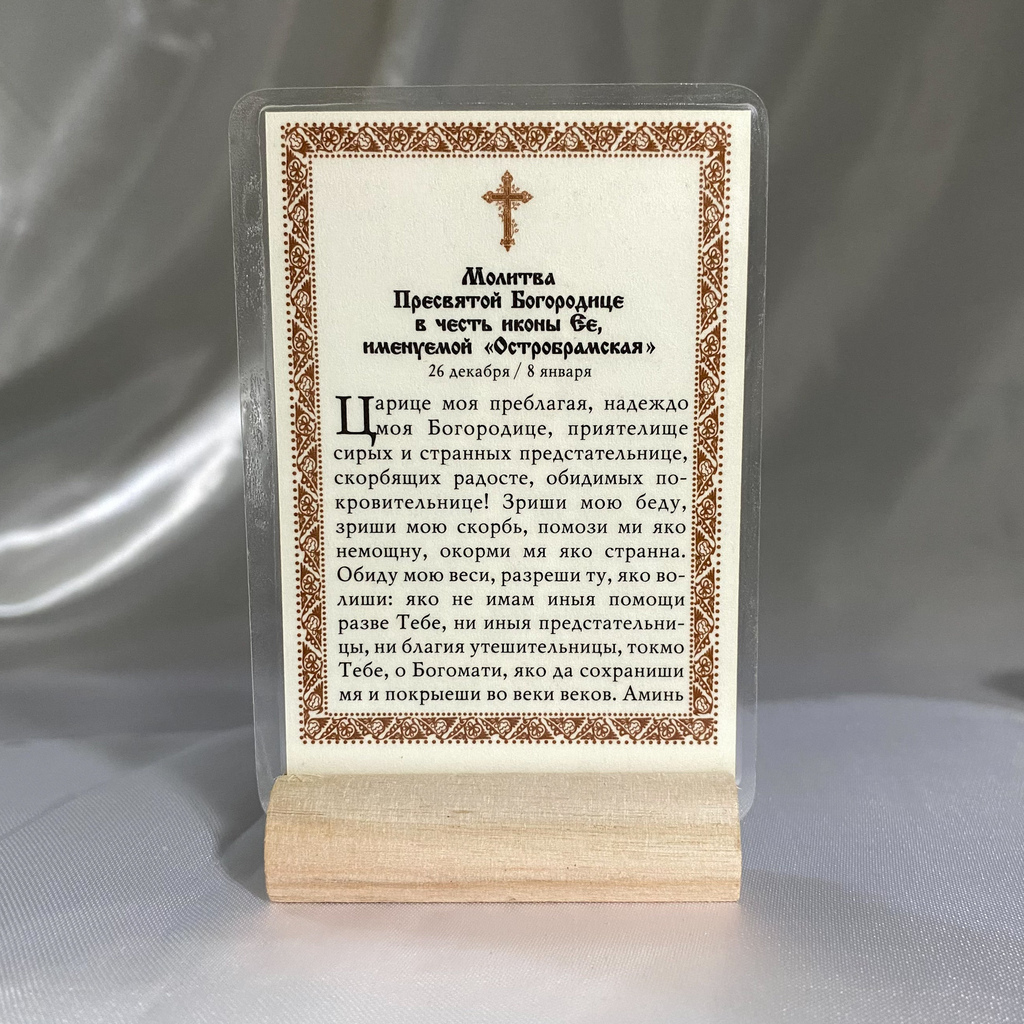 Молитва
Пресвятой Богородице
в честь иконы Ее,
именуемой «Остробрамская»
26 декабря / 8 января
Царице моя преблагая, надеждо
моя Богородице, приятелище
сирых и странных предстательнице,
скорбящих радосте, обидимых по-
кровительнице! Зриши мою беду,
зриши мою скорбь, помози ми яко
немощну, окорми мя яко странна.
Обиду мою веси, разреши ту, яко во-
лиши: яко не имам иныя помощи
разве Тебе, ни иныя предстательни-
цы, ни благия утешительницы, токмо
Тебе, о Богомати, яко да сохраниши
мя и покрыеши во веки веков. Аминь